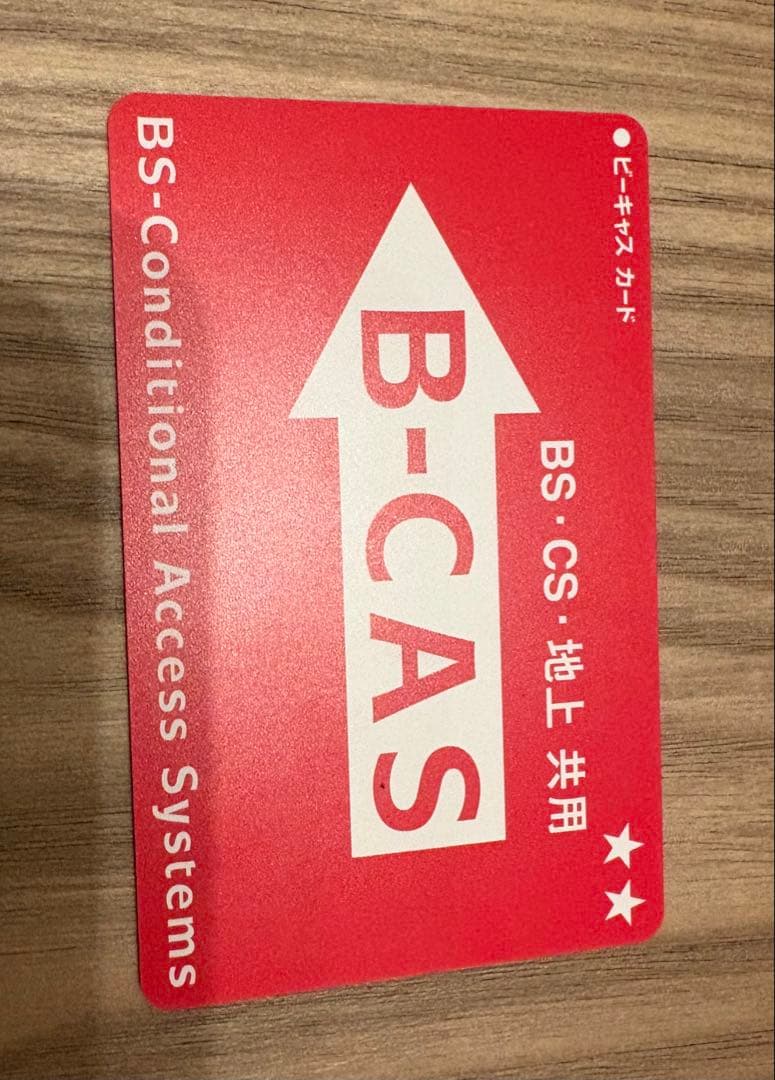 ●ビーキャス カード
BS・CS・地上 共用
★★
B-CAS
BS-Conditional Access Systems